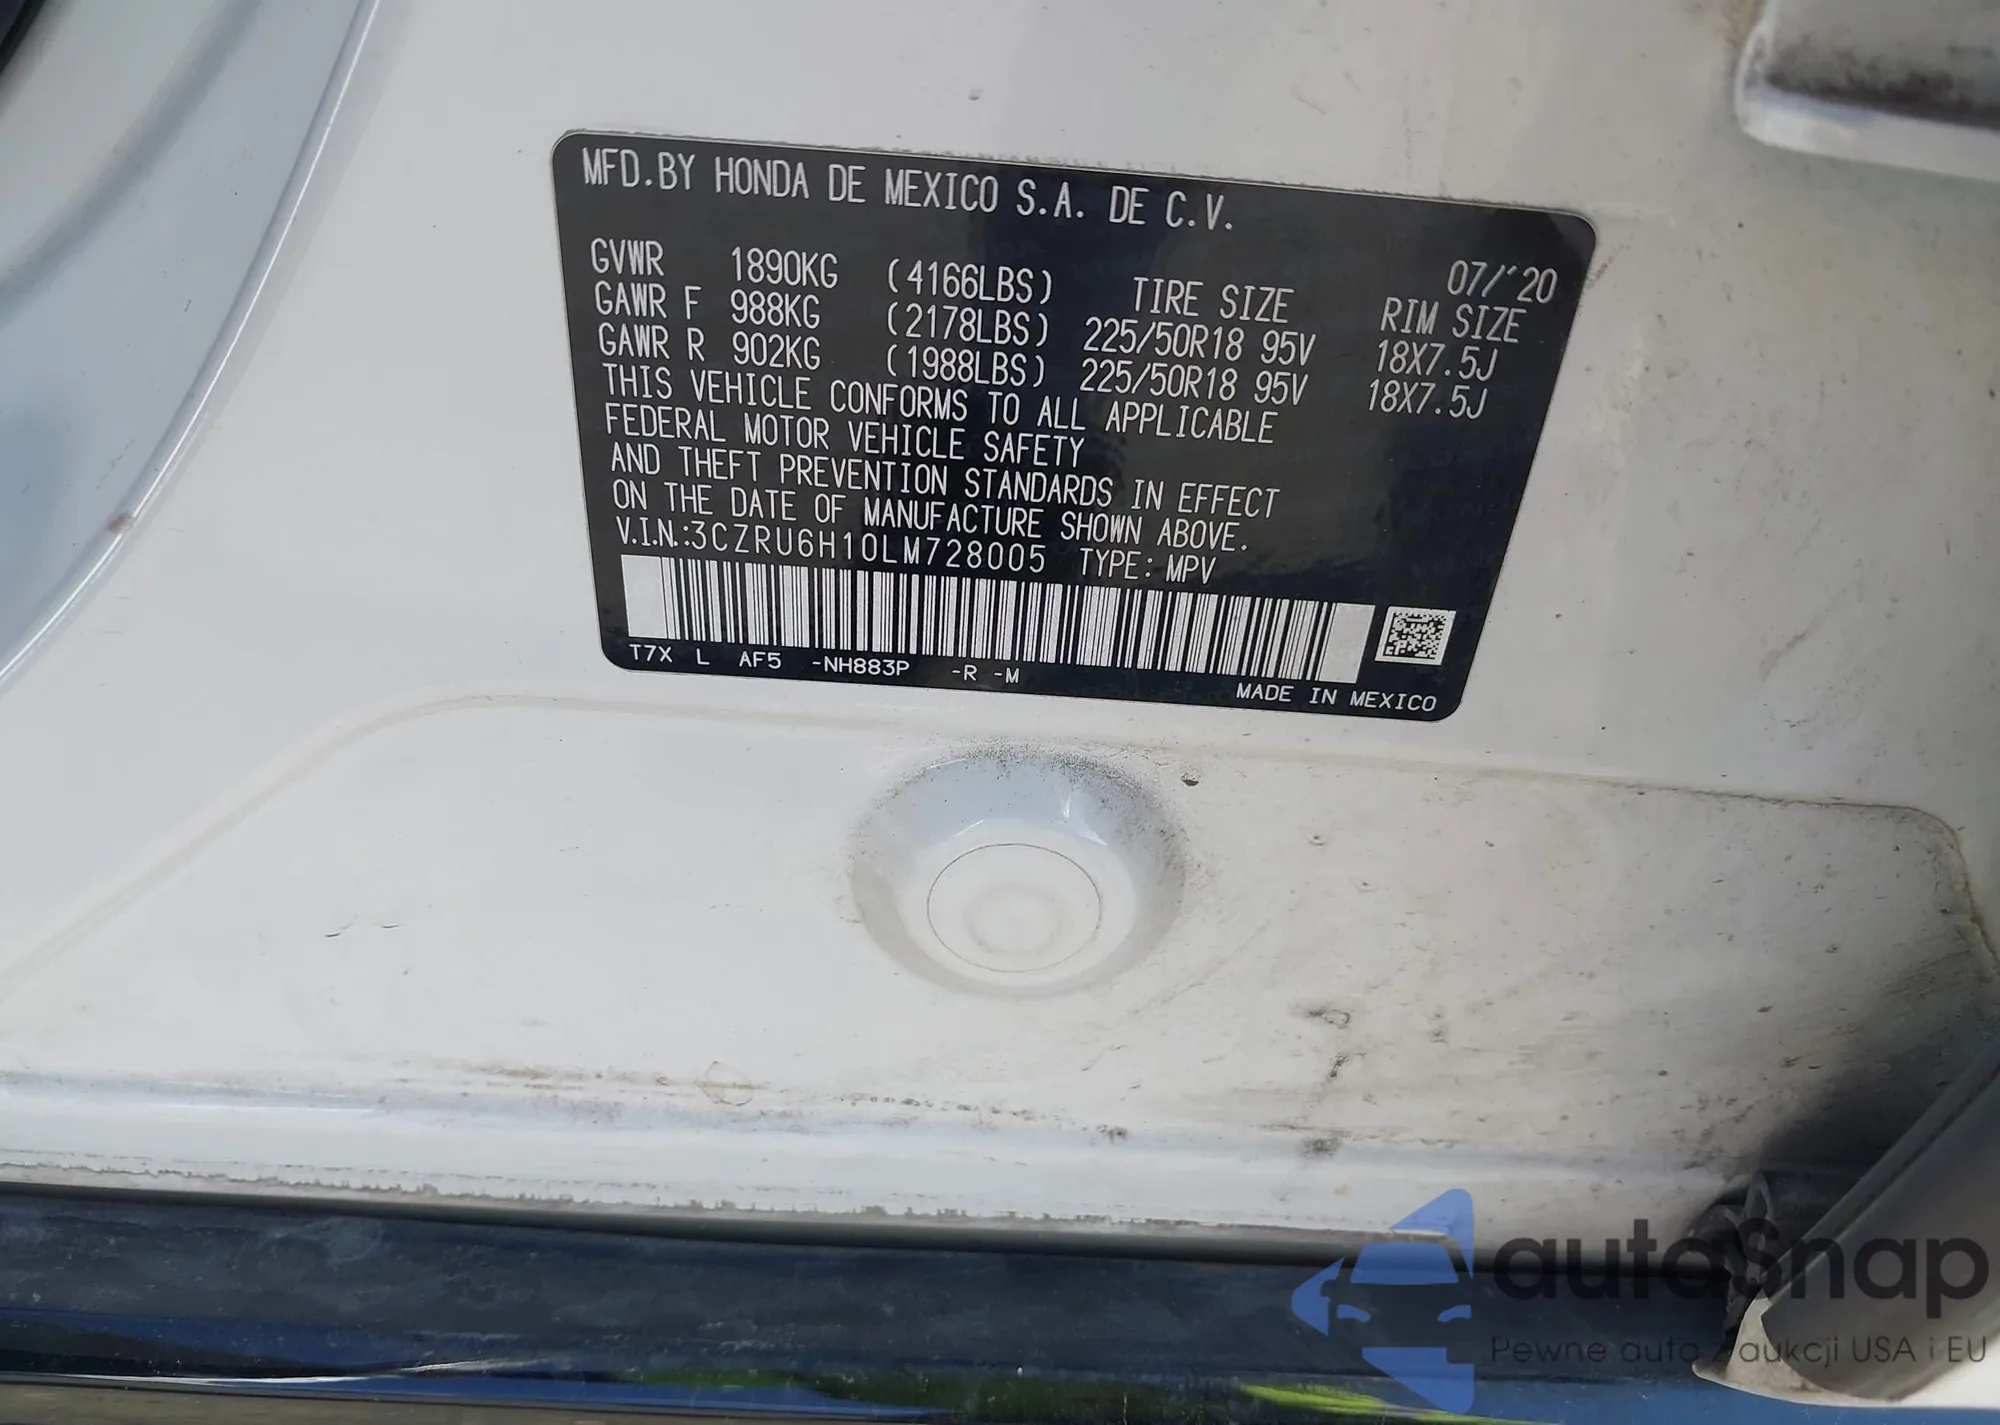 MFD.BY HONDA DE MEXICO S.A. DE C.V.
07/'20
GVWR 1890KG (4166LBS) TIRE SIZE RIM SIZE
GAWR F 988KG (2178LBS) 225/50R18 95V 18X7.5J
GAWR R 902KG (1988LBS) 225/50R18 95V 18X7.5J
THIS VEHICLE CONFORMS TO ALL APPLICABLE
FEDERAL MOTOR VEHICLE SAFETY
AND THEFT PREVENTION STANDARDS IN EFFECT
ON THE DATE OF MANUFACTURE SHOWN ABOVE.
V.I.N.:3CZRU6H10LM728005 TYPE: MPV
T7X L AF5 -NH883P -R -M
MADE IN MEXICO
autoSnap
Pewne auta z aukcji USA i EU